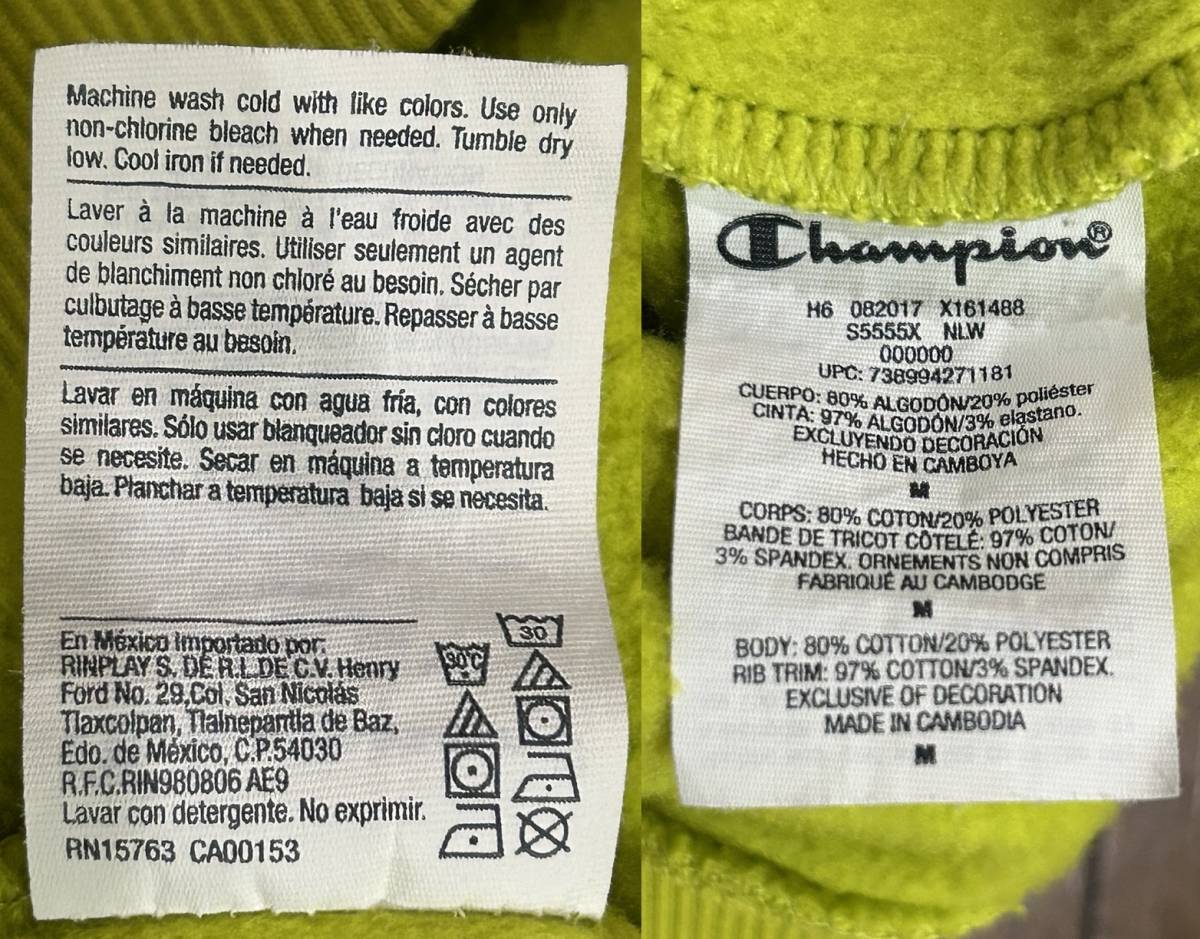 Machine wash cold with like colors. Use only
non-chlorine bleach when needed. Tumble dry
low. Cool iron if needed.
Laver à la machine à l'eau froide avec des
couleurs similaires. Utiliser seulement un agent
de blanchiment non chloré au besoin. Sécher par
culbutage à basse température. Repasser à basse
température au besoin.
Lavar en máquina con agua fría, con colores
similares. Sólo usar blanqueador sin cloro cuando
se necesite. Secar en máquina a temperatura
baja. Planchar a temperatura baja si se necesita.
En México importado por:
RINPLAY S. DE R.L.DE C.V. Henry
Ford No. 29,Col. San Nicolás
Tlaxcolpan, Tlalnepantla de Baz,
Edo. de México, C.P.54030
R.F.C.RIN980806 AE9
Lavar con detergente. No exprimir.
RN15763 CA00153
30
30°C
Champion®
H6 082017 X161488
S5555X NLW
000000
UPC: 738994271181
CUERPO: 80% ALGODÓN/20% poliéster
CINTA: 97% ALGODÓN/3% elastano.
EXCLUYENDO DECORACIÓN
HECHO EN CAMBOYA
M
CORPS: 80% COTON/20% POLYESTER
BANDE DE TRICOT CÔTELÉ: 97% COTON/
3% SPANDEX. ORNEMENTS NON COMPRIS
FABRIQUÉ AU CAMBODGE
M
BODY: 80% COTTON/20% POLYESTER
RIB TRIM: 97% COTTON/3% SPANDEX.
EXCLUSIVE OF DECORATION
MADE IN CAMBODIA
M